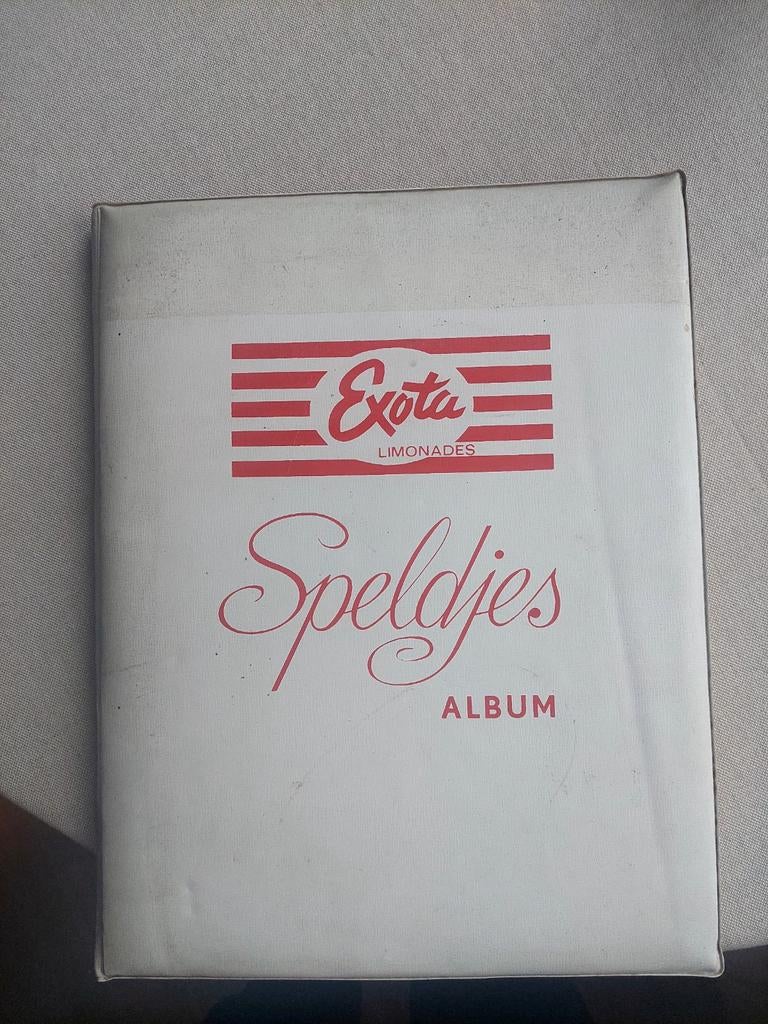 Exota
LIMONADES
Speldjes
ALBUM